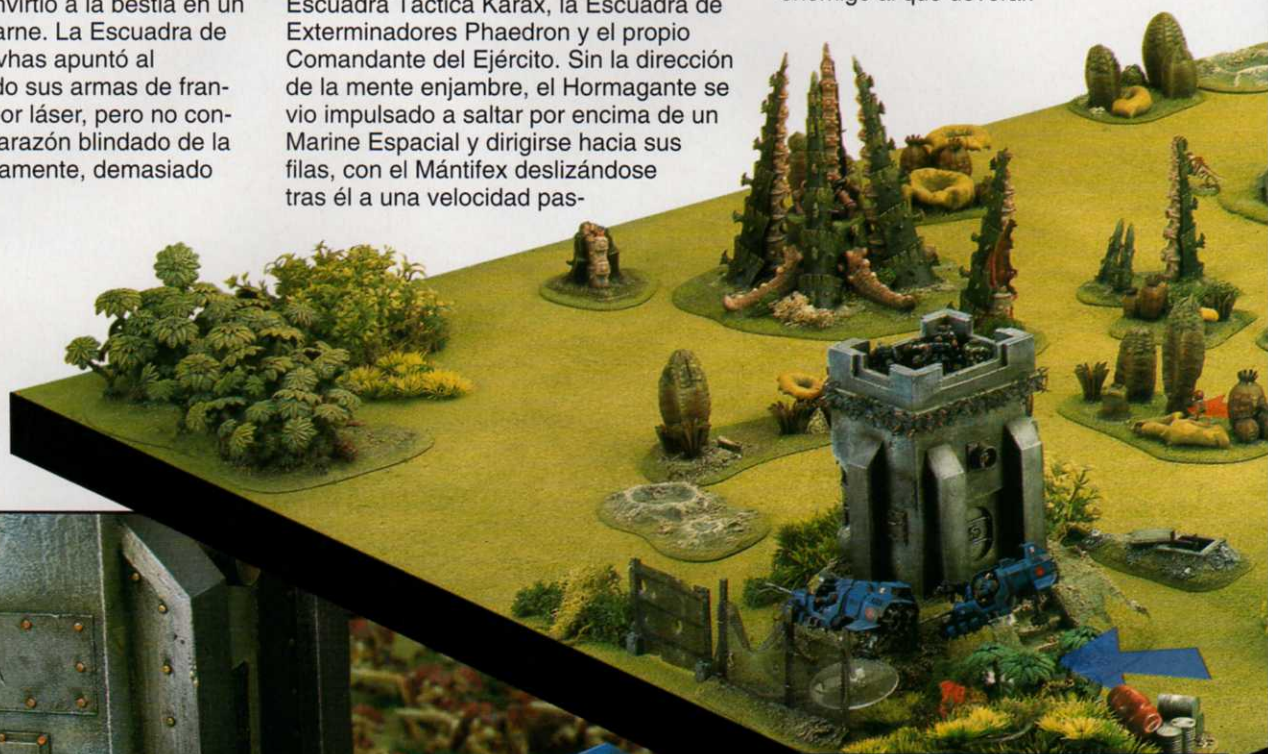 nvirtió a la bestia en un
arne. La Escuadra de
vhas apuntó al
do sus armas de fran-
or láser, pero no con-
arazón blindado de la
amente, demasiado
Escuadra Táctica Karax, la Escuadra de
Exterminadores Phaedron y el propio
Comandante del Ejército. Sin la dirección
de la mente enjambre, el Hormagante se
vio impulsado a saltar por encima de un
Marine Espacial y dirigirse hacia sus
filas, con el Mántifex deslizándose
tras él a una velocidad pas-